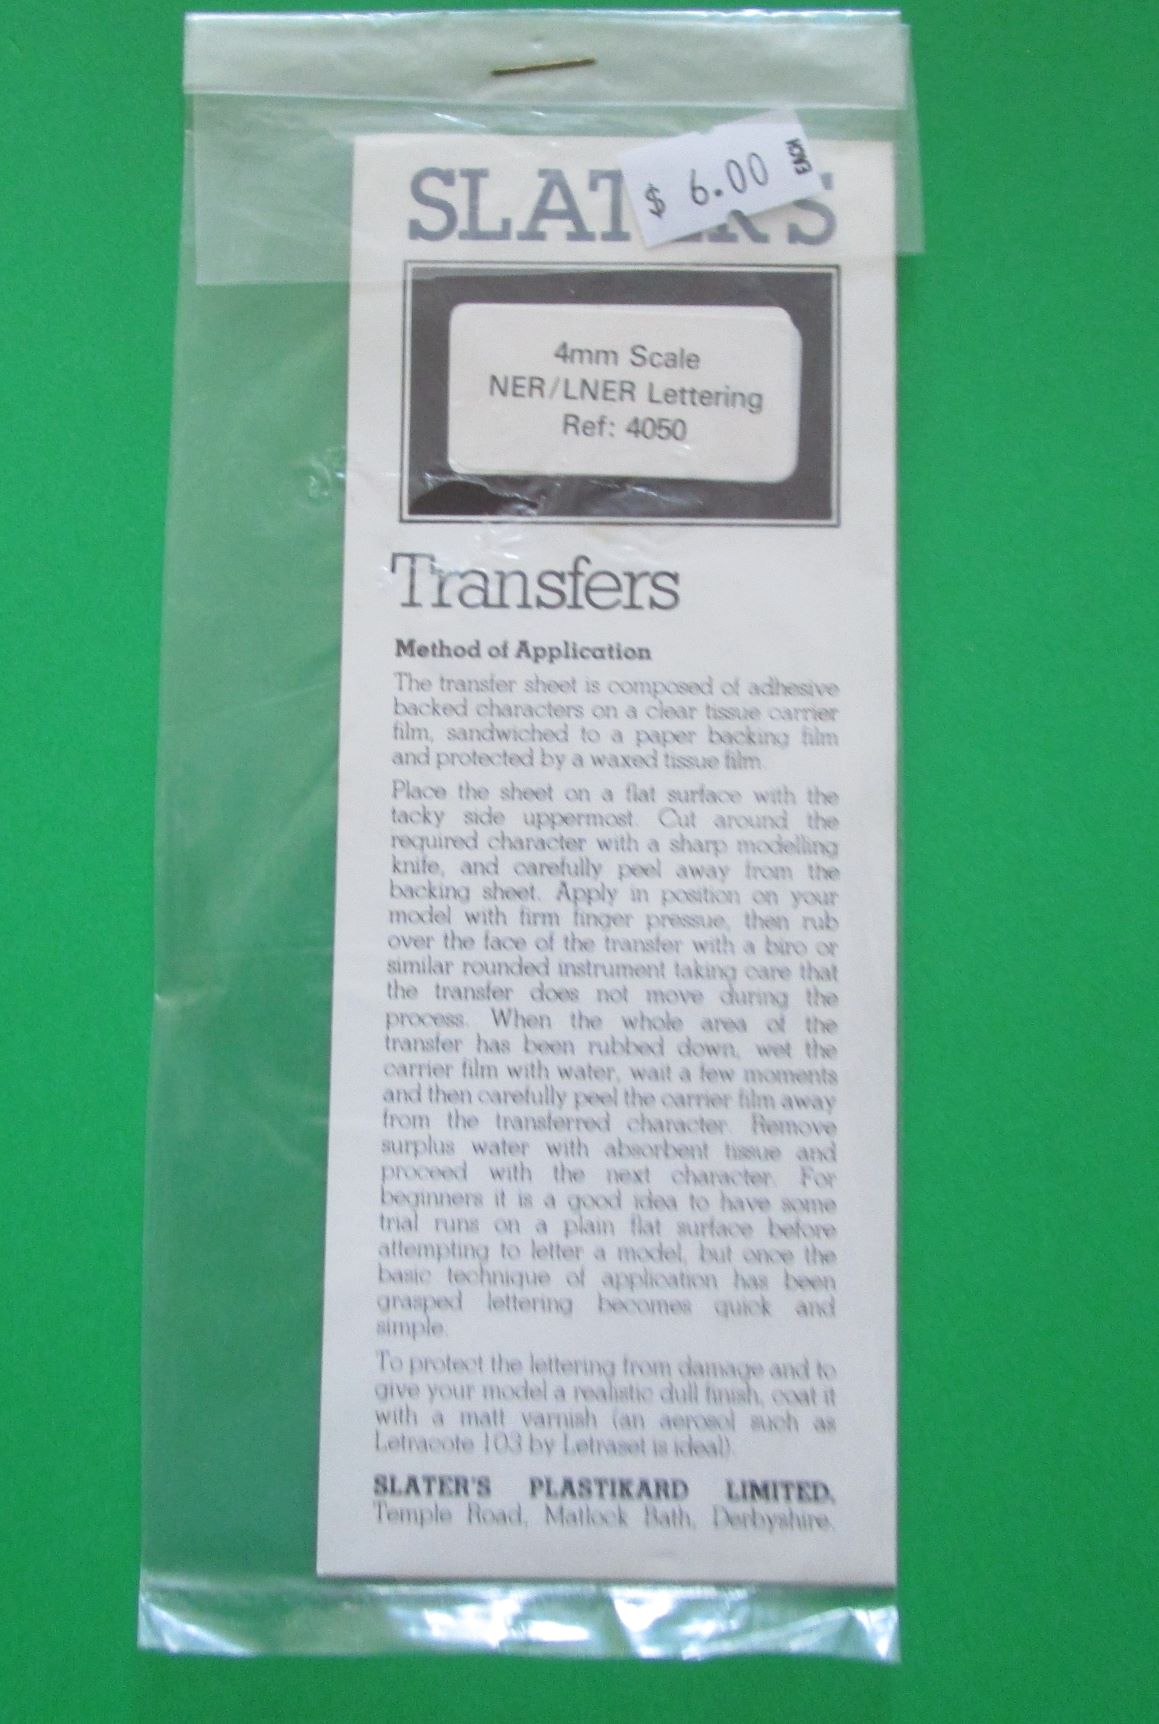 $ 6.00 EACH
SLATER'S
4mm Scale
NER/LNER Lettering
Ref: 4050
Transfers
Method of Application
The transfer sheet is composed of adhesive
backed characters on a clear tissue carrier
film, sandwiched to a paper backing film
and protected by a waxed tissue film.
Place the sheet on a flat surface with the
tacky side uppermost. Cut around the
required character with a sharp modelling
knife, and carefully peel away from the
backing sheet. Apply in position on your
model with firm finger pressue, then rub
over the face of the transfer with a biro or
similar rounded instrument taking care that
the transfer does not move during the
process. When the whole area of the
transfer has been rubbed down, wet the
carrier film with water, wait a few moments
and then carefully peel the carrier film away
from the transferred character. Remove
surplus water with absorbent tissue and
proceed with the next character. For
beginners it is a good idea to have some
trial runs on a plain flat surface before
attempting to letter a model, but once the
basic technique of application has been
grasped lettering becomes quick and
simple.
To protect the lettering from damage and to
give your model a realistic dull finish, coat it
with a matt varnish (an aerosol such as
Letracote 103 by Letraset is ideal).
SLATER'S PLASTIKARD LIMITED,
Temple Road, Matlock Bath, Derbyshire.